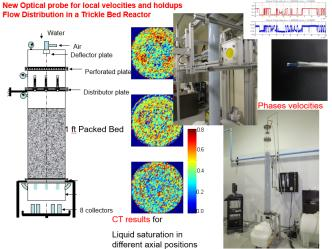 New Optical probe for local velocities and holdups
Flow Distribution in a Trickle Bed Reactor
Water
Air
Deflector plate
Perforated plate
Distributor plate
1 ft Packed Bed
8 collectors
0.8
0.6
0.4
0.2
0.0
CT results for
Liquid saturation in
different axial positions
Phases velocities